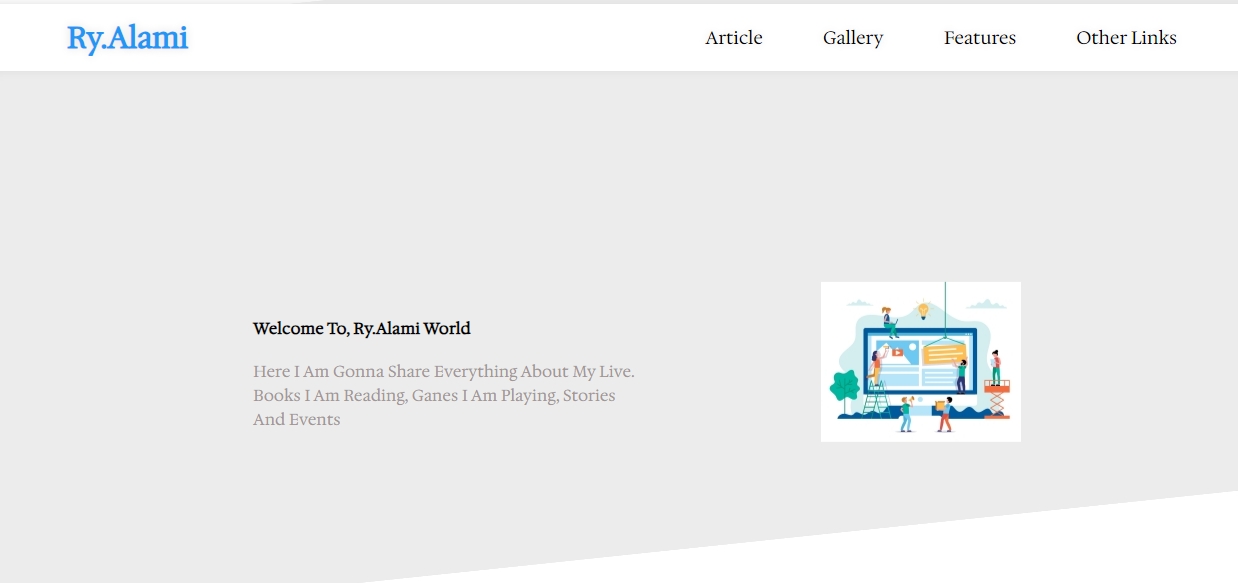 Ry.Alami
Article
Gallery
Features
Other Links
Welcome To, Ry.Alami World
Here I Am Gonna Share Everything About My Live.
Books I Am Reading, Ganes I Am Playing, Stories
And Events